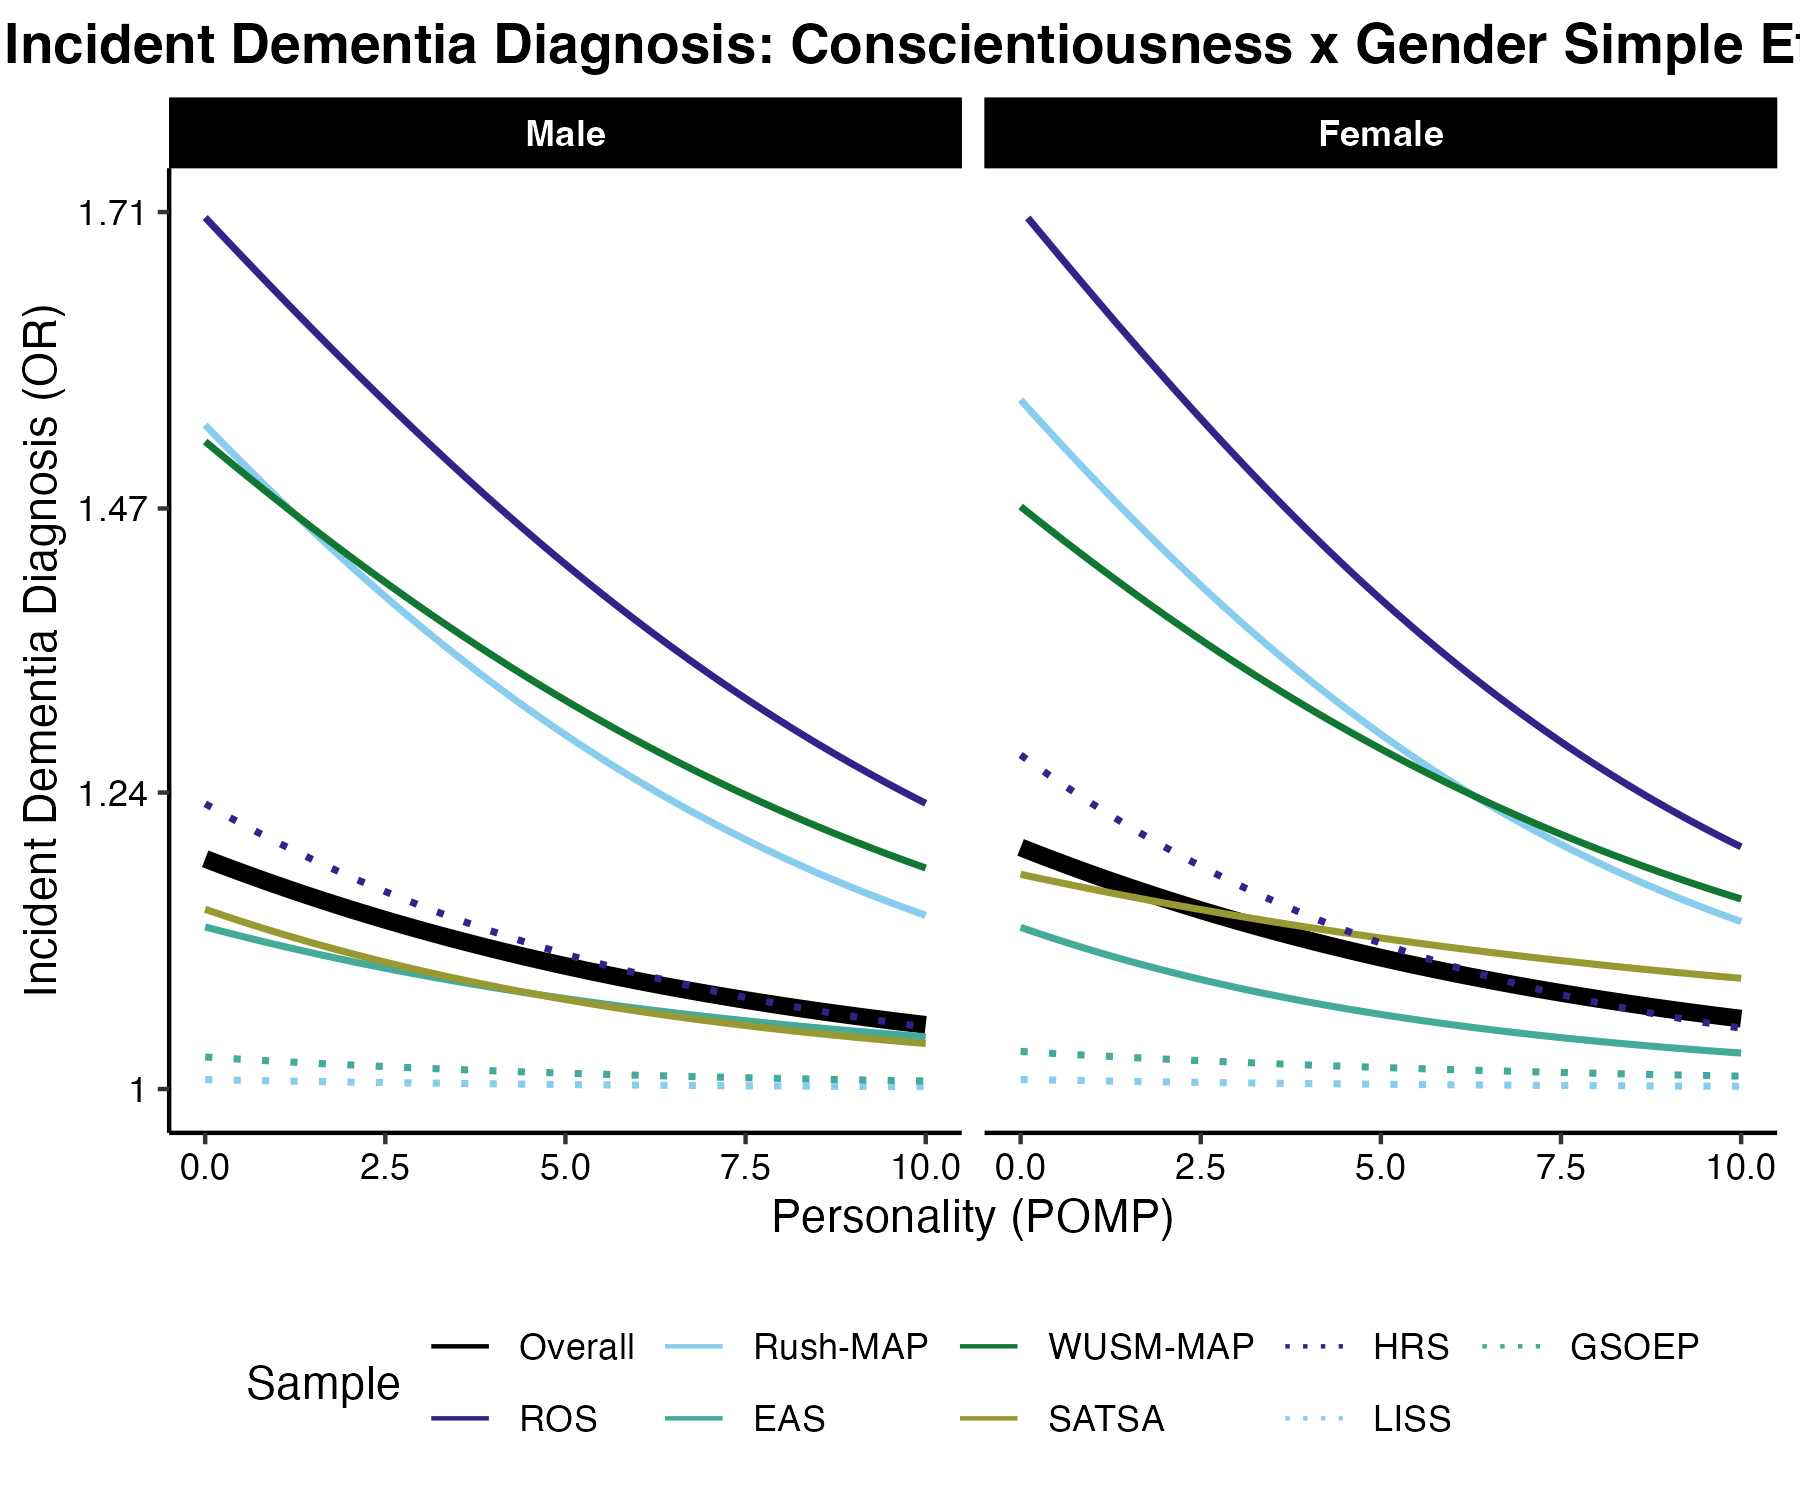 Incident Dementia Diagnosis: Conscientiousness x Gender Simple
Male Female
Incident Dementia Diagnosis (OR)
1.71
1.47
1.24
1
0.0 2.5 5.0 7.5 10.0 0.0 2.5 5.0 7.5 10.0
Personality (POMP)
Sample
Overall Rush-MAP WUSM-MAP HRS GSOEP
ROS EAS SATSA LISS